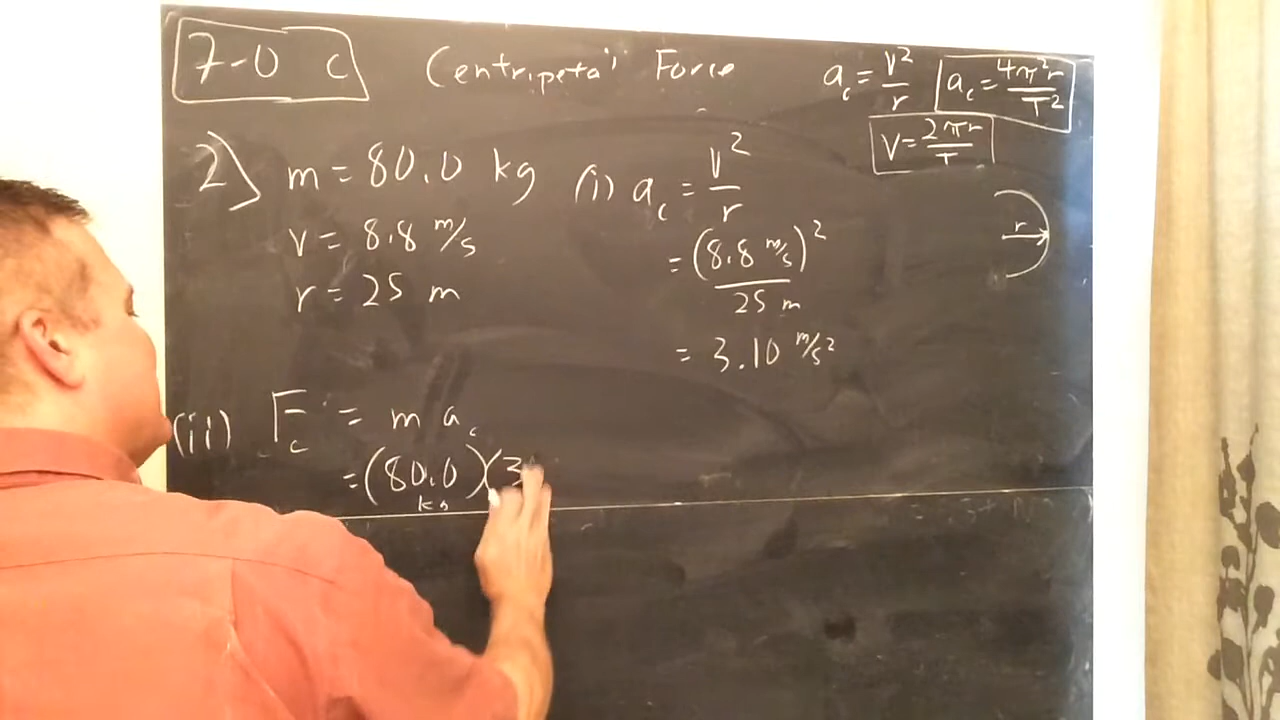 7-0 c
Centripetal Force
a_c = v²/r
a_c = 4π²r/T²
v = 2πr/T
2) m = 80.0 kg
v = 8.8 m/s
r = 25 m
(i) a_c = v²/r
= (8.8 m/s)²/25 m
= 3.10 m/s²
r
(ii) F_c = m a_c
= (80.0 kg)(3